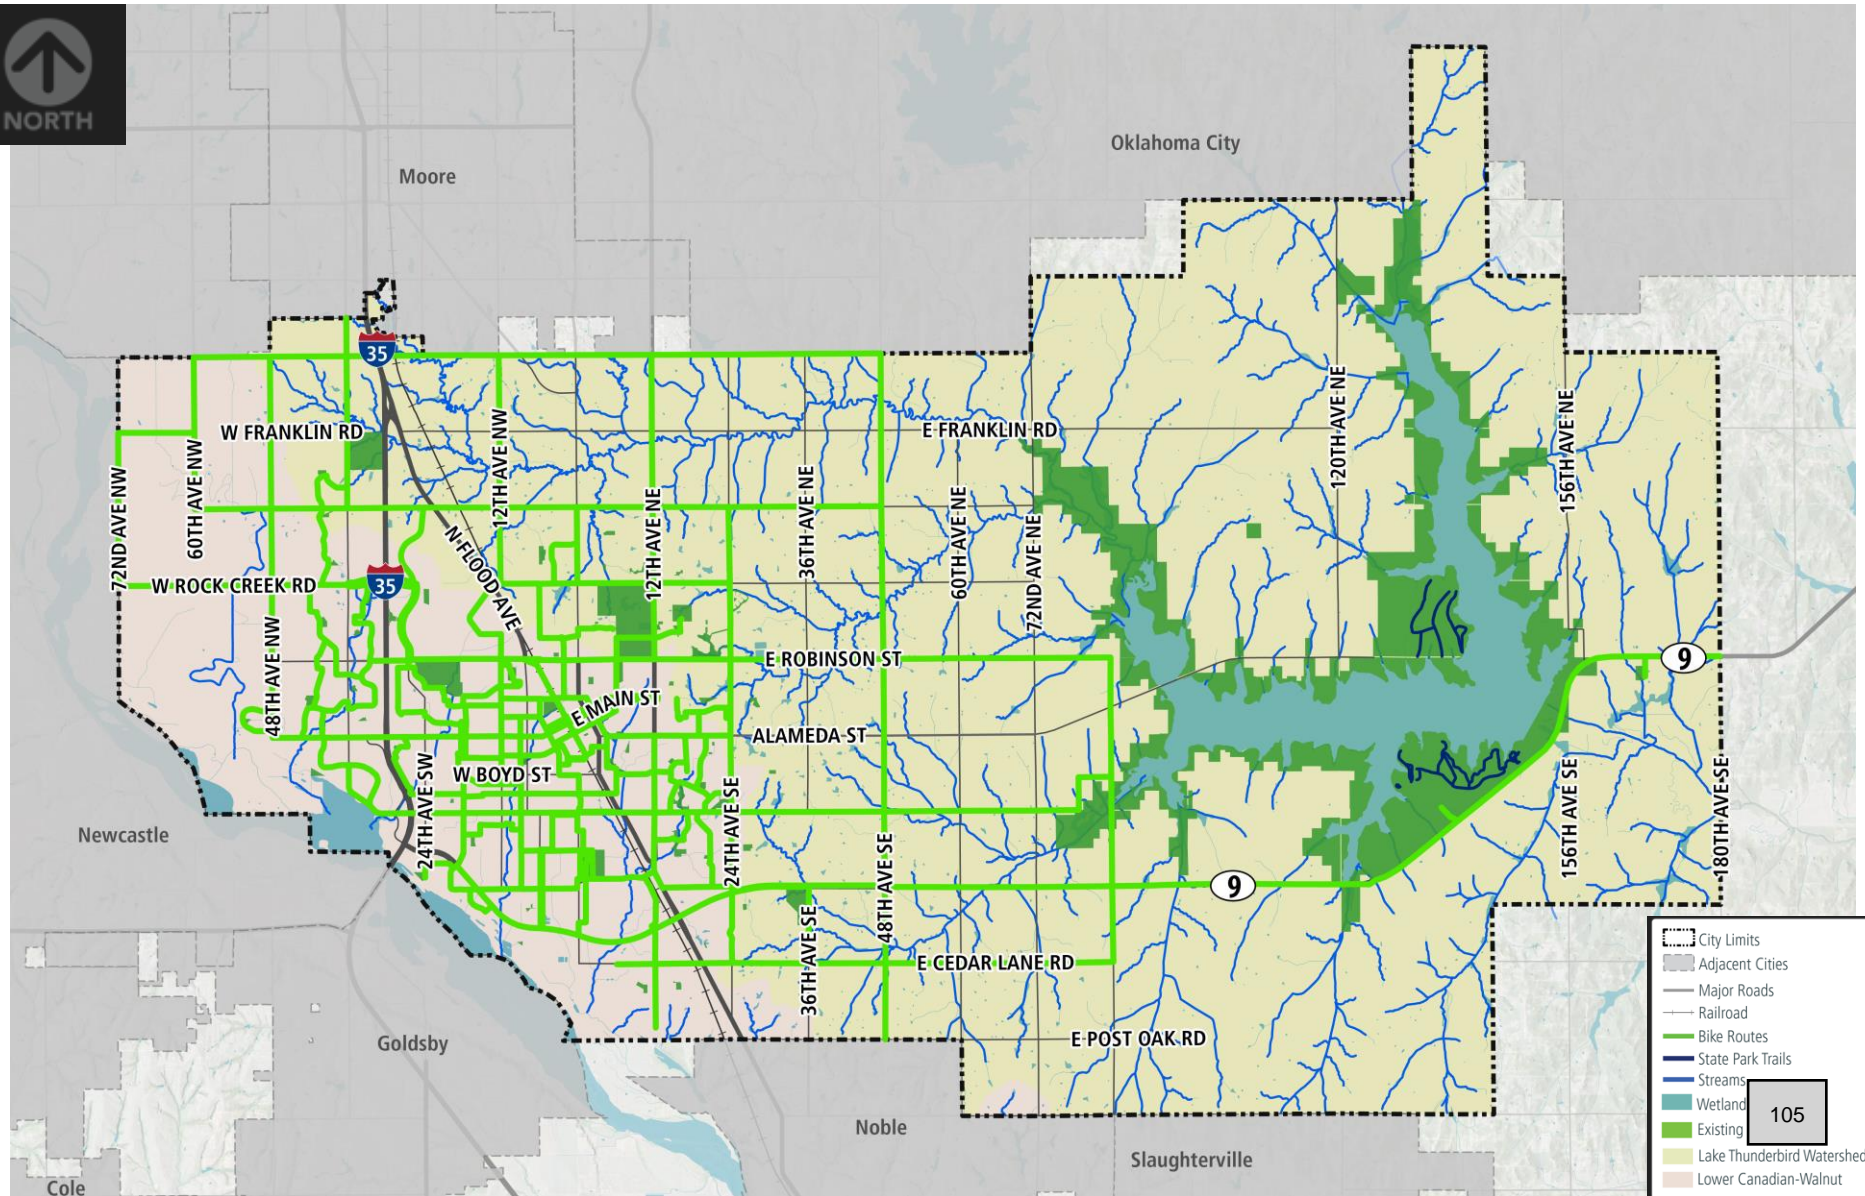 NORTH
Oklahoma City
Moore
35
W FRANKLIN RD
E FRANKLIN RD
120TH AVE NE
156TH AVE NE
72ND AVE NW
60TH AVE NW
12TH AVE NW
12TH AVE NE
36TH AVE NE
60TH AVE NE
72ND AVE NE
N FLOOD AVE
W ROCK CREEK RD
35
48TH AVE NW
E ROBINSON ST
9
E MAIN ST
ALAMEDA ST
W BOYD ST
24TH AVE SW
24TH AVE SE
48TH AVE SE
36TH AVE SE
156TH AVE SE
180TH AVE SE
Newcastle
9
E CEDAR LANE RD
E POST OAK RD
Goldsby
Noble
Slaughterville
Cole
City Limits
Adjacent Cities
Major Roads
Railroad
Bike Routes
State Park Trails
Streams
Wetland
105
Existing
Lake Thunderbird Watershed
Lower Canadian-Walnut